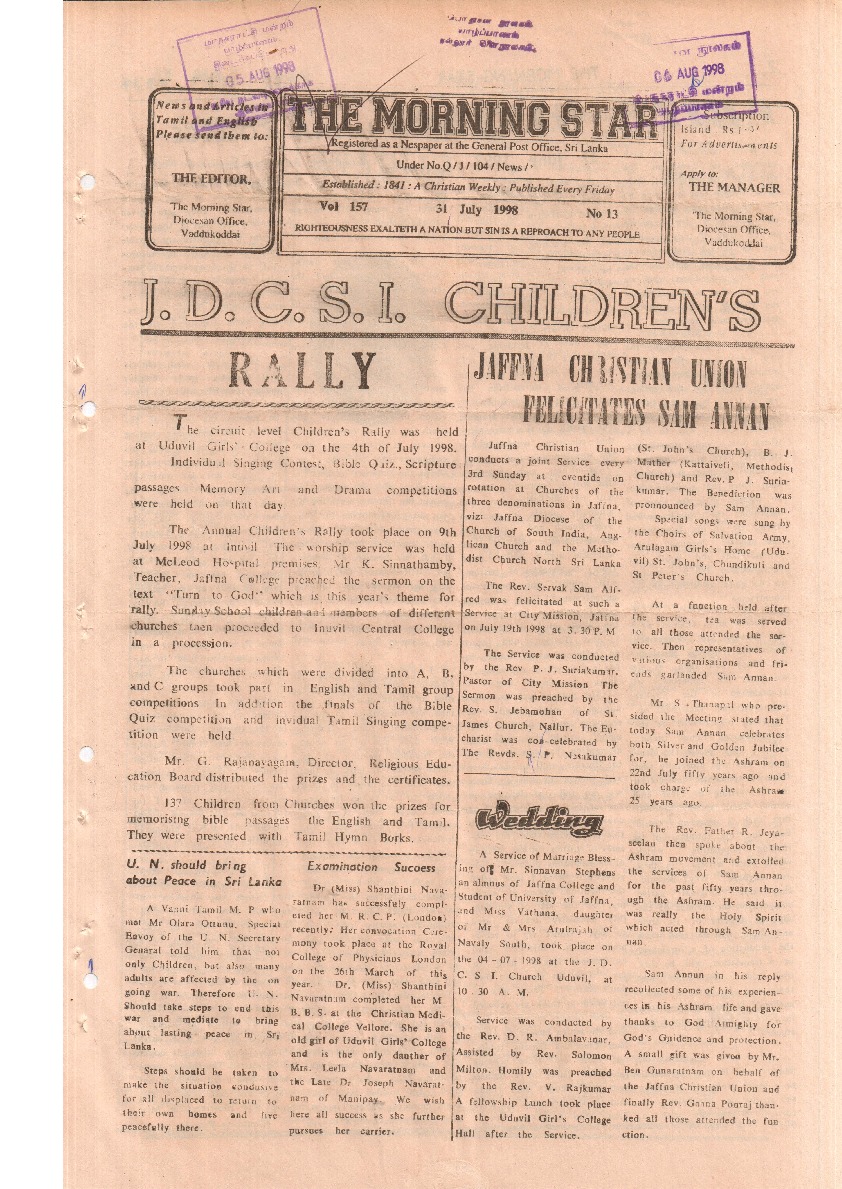 பொதுசன நூலகம்
யாழ்ப்பாணம்
05 AUG 1998
06 AUG 1998
News and Articles in
Tamil and English
Please send them to:
THE EDITOR,
The Morning Star,
Diocesan Office,
Vaddukoddai
THE MORNING STAR
Registered as a Nespaper at the General Post Office, Sri Lanka
Under No.Q / J / 104 / News /
Established : 1841 : A Christian Weekly : Published Every Friday
Vol 157 31 July 1998 No 13
RIGHTEOUSNESS EXALTETH A NATION BUT SIN IS A REPROACH TO ANY PEOPLE
Subscription
Island Rs
For Advertisments
Apply to:
THE MANAGER
The Morning Star,
Diocesan Office,
Vaddukoddai
J. D. C. S. I. CHILDREN'S
RALLY
The circuit level Children's Rally was held
at Uduvil Girls' College on the 4th of July 1998.
Individual Singing Contest, Bible Quiz., Scripture
passages Memory Art and Drama competitions
were held on that day
The Annual Children's Rally took place on 9th
July 1998 at Inuvil The worship service was held
at McLeod Hospital premises. Mr K. Sinnathamby,
Teacher, Jaffna College preached the sermon on the
text "Turn to God" which is this year's theme for
rally. Sunday School children and members of different
churches then proceeded to Inuvil Central College
in a procession.
The churches which were divided into A, B,
and C groups took part in English and Tamil group
competitions In addition the finals of the Bible
Quiz competition and invidual Tamil Singing compe-
tition were held
Mr. G. Rajanayagam, Director, Religious Edu-
cation Board distributed the prizes and the certificates.
137 Children from Churches won the prizes for
memorising bible passages the English and Tamil.
They were presented with Tamil Hymn Borks.
U. N. should bring
about Peace in Sri Lanka
A Vanni Tamil M. P who
met Mr Olara Ottunu, Special
Envoy of the U. N. Secretary
Genaral told him that not
only Children, but also many
adults are affected by the on
going war. Therefore U. N.
Should take steps to end this
war and mediate to bring
about lasting peace in Sri
Lanka.
Steps should be taken to
make the situation condusive
for all displaced to return to
their own homes and live
peacefully there.
Examination Sucoess
Dr (Miss) Shanthini Nava-
ratnam has successfuly compl-
eted her M. R. C. P. (London)
recently: Her convocation Cere-
mony took place at the Royal
College of Physicians London
on the 26th March of this
year. Dr. (Miss) Shanthini
Navaratnam completed her M.
B. B. S. at the Christian Medi-
cal College Vellore. She is an
old girl of Uduvil Girls' College
and is the only dauther of
Mrs. Leela Navaratnam and
the Late Dr Joseph Navarat-
nam of Manipay. We wish
here all success as she further
pursues her carrier.
JAFFNA CHRISTIAN UNION
FELICITATES SAM ANNAN
Jaffna Christian Union
conducts a joint Service every
3rd Sunday at eventide on
rotation at Churches of the
three denominations in Jaffna,
viz: Jaffna Diocese of the
Church of South India, Ang-
lican Church and the Metho-
dist Church North Sri Lanka
The Rev. Servak Sam Alf-
red was felicitated at such a
Service at City Mission, Jaffna
on July 19th 1998 at 3. 30 P. M
The Service was conducted
by the Rev. P. J. Suriakumar,
Pastor of City Mission The
Sermon was preached by the
Rev. S. Jebamohan of St.
James Church, Nallur. The Eu-
charist was con-celebrated by
The Revds. S. P. Nesakumar
Wedding
A Service of Marriage Bless-
ing of Mr. Sinnavan Stephens
an almnus of Jaffna College and
Student of University of Jaffna,
and Miss Vathana, daughter
of Mr & Mrs Arulrajah of
Navaly South, took place on
the 04 - 07 - 1998 at the J. D.
C. S. I. Church Uduvil, at
10 . 30 A. M.
Service was conducted by
the Rev. D. R. Ambalavanar,
Assisted by Rev. Solomon
Milton. Homily was preached
by the Rev. V. Rajkumar
A fellowship Lunch took place
at the Uduvil Girl's College
Hall after the Service.
(St. John's Church), B. J.
Mather (Kattaiveli, Methodist
Church) and Rev. P J. Suria-
kumar. The Benediction was
pronnounced by Sam Annan.
Special songs were sung by
the Choirs of Salvation Army,
Arulagam Girl's Home (Udu-
vil) St. John's, Chundikuli and
St Peter's Church.
At a function held after
the service, tea was served
to all those attended the ser-
vice. Then representatives of
various organisations and fri-
ends garlanded Sam Annan.
Mr. S . Thanapal who pre-
sided the Meeting stated that
today Sam Annan celebrates
both Silver and Golden Jubilee
for, he joined the Ashram on
22nd July fifty years ago and
took charge of the Ashram
25 years ago.
The Rev. Father R. Jeya-
seelan then spoke about the
Ashram movement and extolled
the services of Sam Annan
for the past fifty years thro-
ugh the Ashram. He said it
was really the Holy Spirit
which acted through Sam An-
nan.
Sam Annun in his reply
recollected some of his experien-
ces in his Ashram life and gave
thanks to God Almighty for
God's Guidence and protection.
A small gift was given by Mr.
Ben Gunaratnam on behalf of
the Jaffna Christian Union and
finally Rev. Gnana Ponraj than-
ked all those attended the fun
ction.